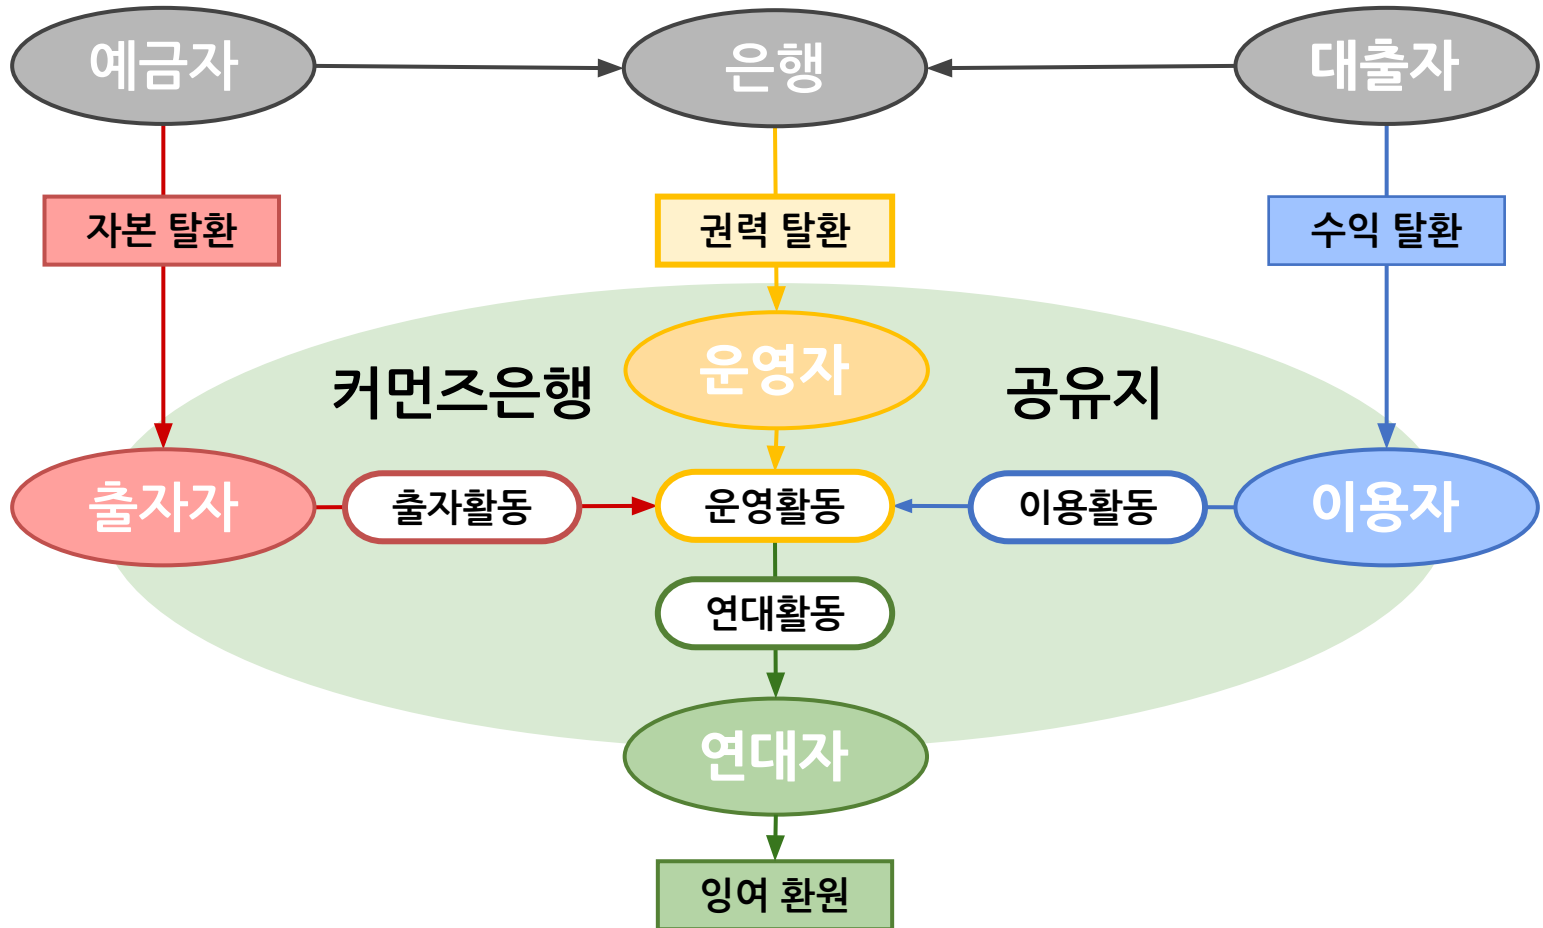 예금자
은행
대출자
자본 탈환
권력 탈환
수익 탈환
운영자
커먼즈은행
공유지
출자자
출자활동
운영활동
이용활동
이용자
연대활동
연대자
잉여 환원